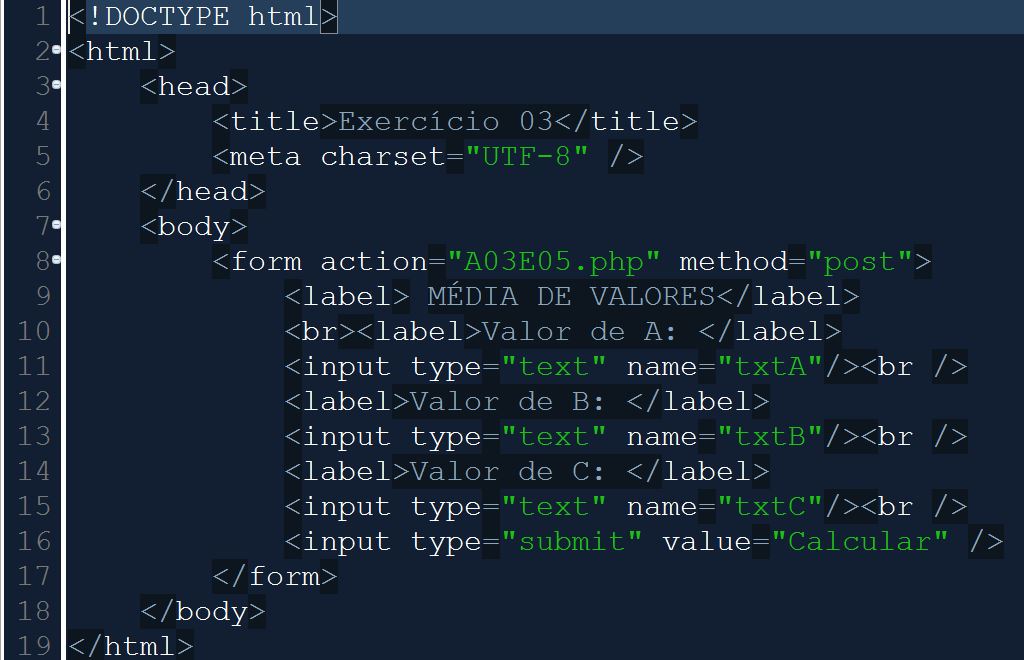 1 <!DOCTYPE html>
2 <html>
3 <head>
4 <title>Exercício 03</title>
5 <meta charset="UTF-8" />
6 </head>
7 <body>
8 <form action="A03E05.php" method="post">
9 <label> MÉDIA DE VALORES</label>
10 <br><label>Valor de A: </label>
11 <input type="text" name="txtA"/><br />
12 <label>Valor de B: </label>
13 <input type="text" name="txtB"/><br />
14 <label>Valor de C: </label>
15 <input type="text" name="txtC"/><br />
16 <input type="submit" value="Calcular" />
17 </form>
18 </body>
19 </html>